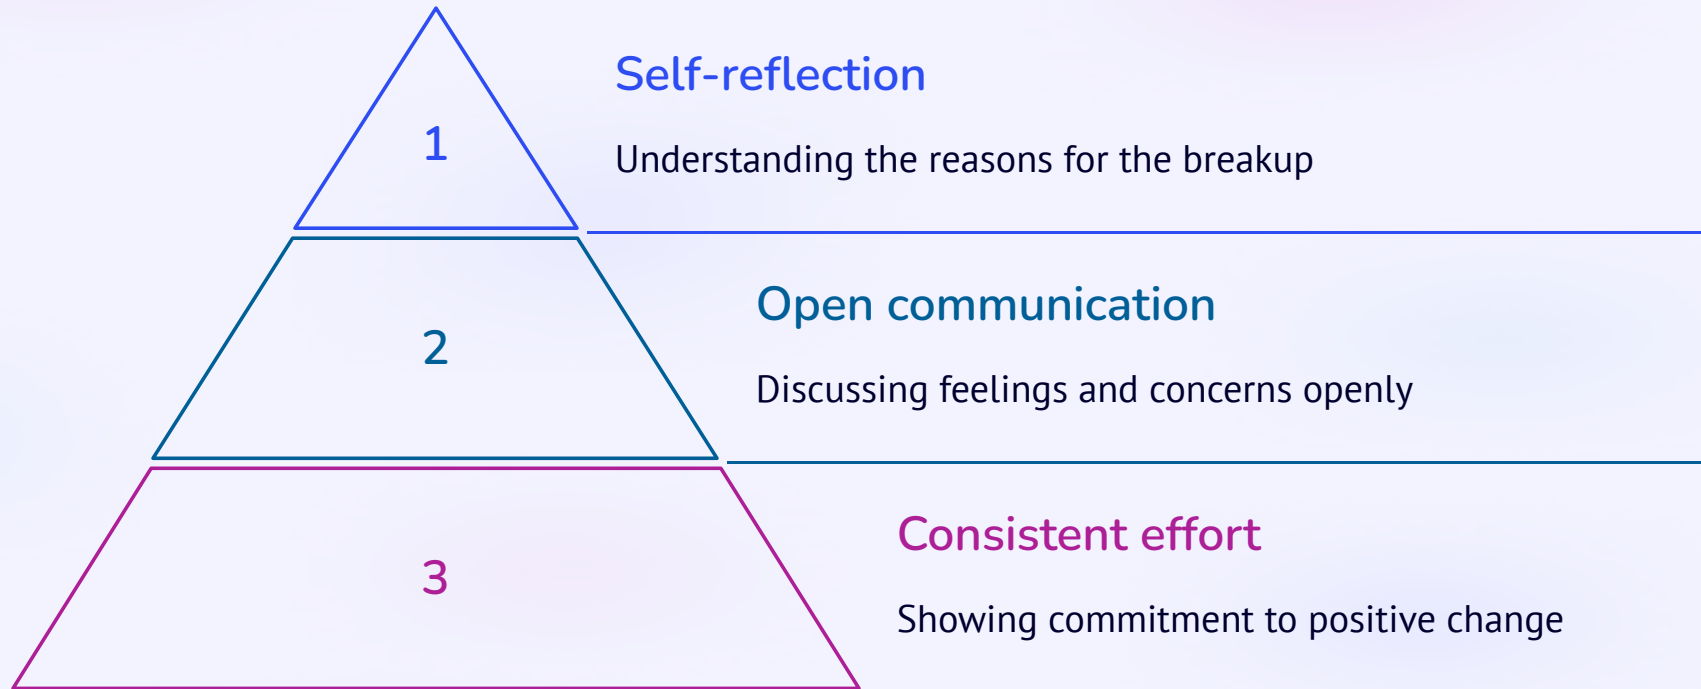 1
Self-reflection
Understanding the reasons for the breakup
2
Open communication
Discussing feelings and concerns openly
3
Consistent effort
Showing commitment to positive change